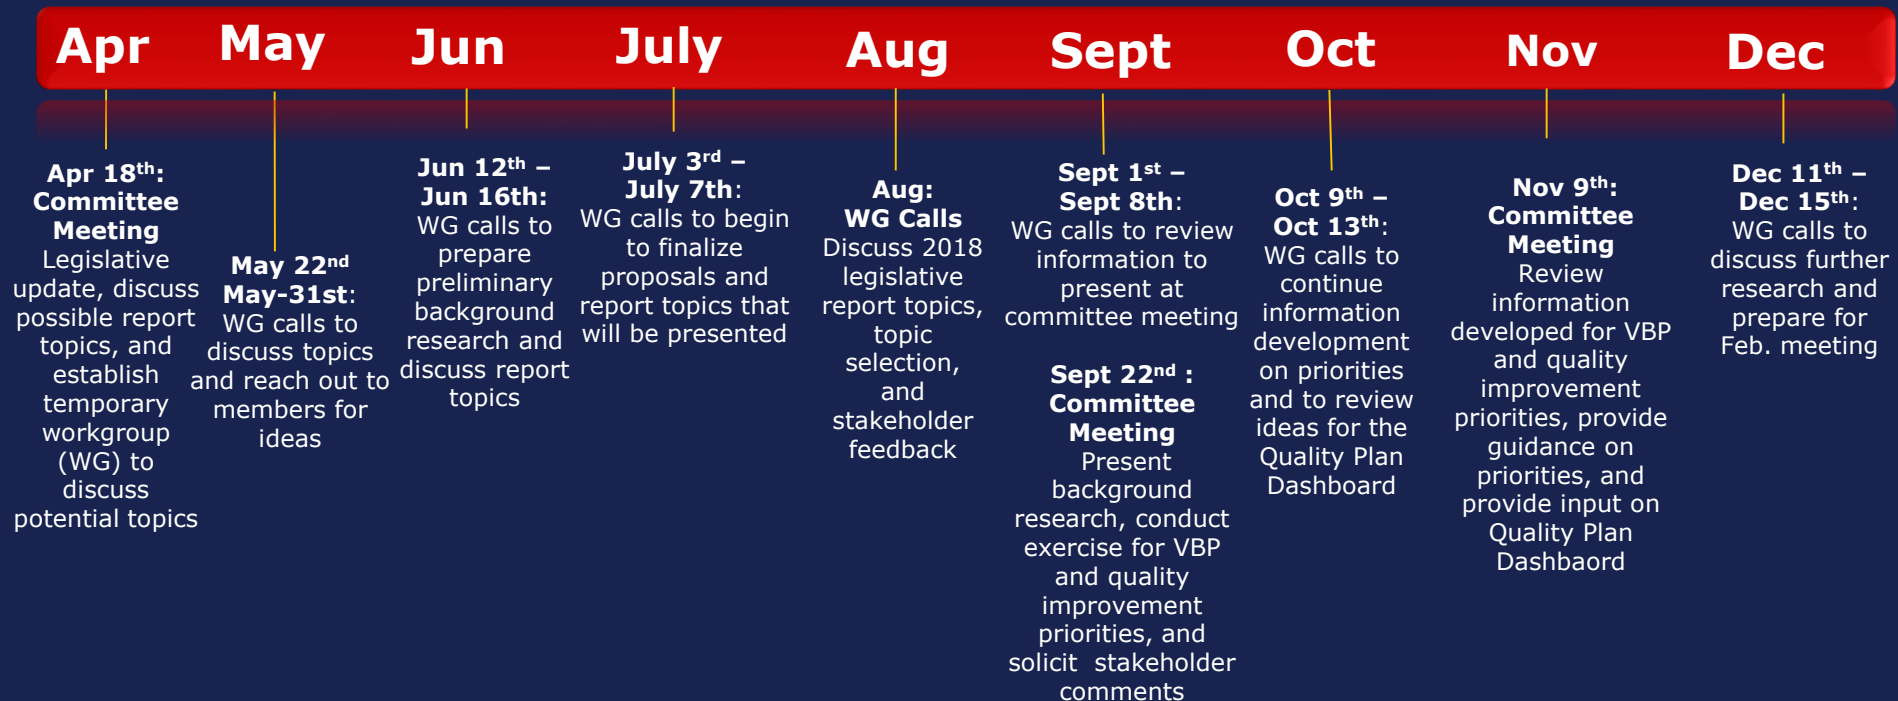 Apr May Jun July Aug Sept Oct Nov Dec
Apr 18th:
Committee
Meeting
Legislative
update, discuss
possible report
topics, and
establish
temporary
workgroup
(WG) to
discuss
potential topics
May 22nd
May-31st:
WG calls to
discuss topics
and reach out to
members for
ideas
Jun 12th –
Jun 16th:
WG calls to
prepare
preliminary
background
research and
discuss report
topics
July 3rd –
July 7th:
WG calls to begin
to finalize
proposals and
report topics that
will be presented
Aug:
WG Calls
Discuss 2018
legislative
report topics,
topic
selection,
and
stakeholder
feedback
Sept 1st –
Sept 8th:
WG calls to review
information to
present at
committee meeting
Sept 22nd :
Committee
Meeting
Present
background
research, conduct
exercise for VBP
and quality
improvement
priorities, and
solicit  stakeholder
comments
Oct 9th –
Oct 13th:
WG calls to
continue
information
development
on priorities
and to review
ideas for the
Quality Plan
Dashboard
Nov 9th:
Committee
Meeting
Review
information
developed for VBP
and quality
improvement
priorities, provide
guidance on
priorities, and
provide input on
Quality Plan
Dashbaord
Dec 11th –
Dec 15th:
WG calls to
discuss further
research and
prepare for
Feb. meeting